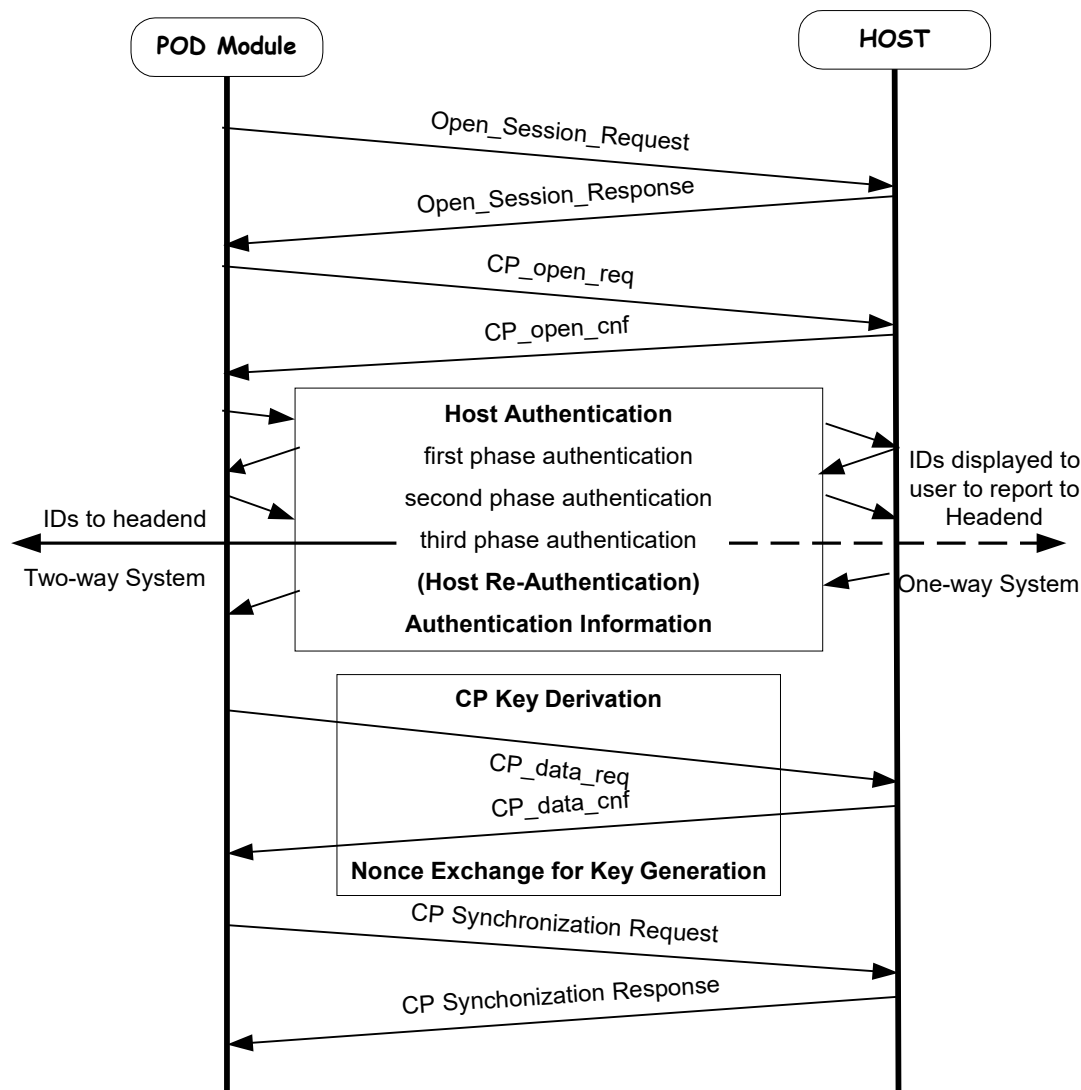 POD Module
HOST
Open_Session_Request
Open_Session_Response
CP_open_req
CP_open_cnf
Host Authentication
first phase authentication
second phase authentication
third phase authentication
(Host Re-Authentication)
Authentication Information
IDs to headend
Two-way System
IDs displayed to
user to report to
Headend
One-way System
CP Key Derivation
CP_data_req
CP_data_cnf
Nonce Exchange for Key Generation
CP Synchronization Request
CP Synchonization Response